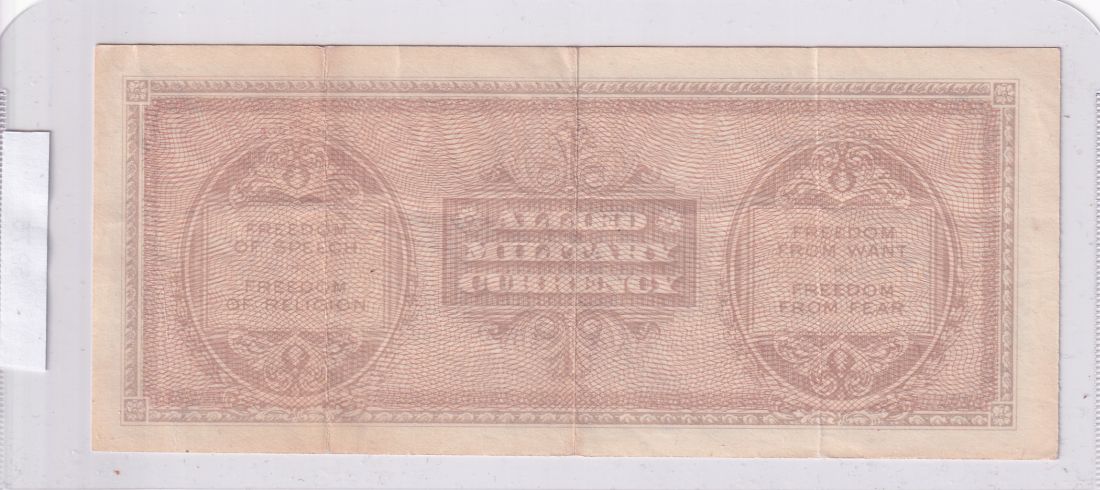 FREEDOM
OF SPEECH
FREEDOM
OF RELIGION
ALLIED
MILITARY
CURRENCY
FREEDOM
FROM WANT
FREEDOM
FROM FEAR